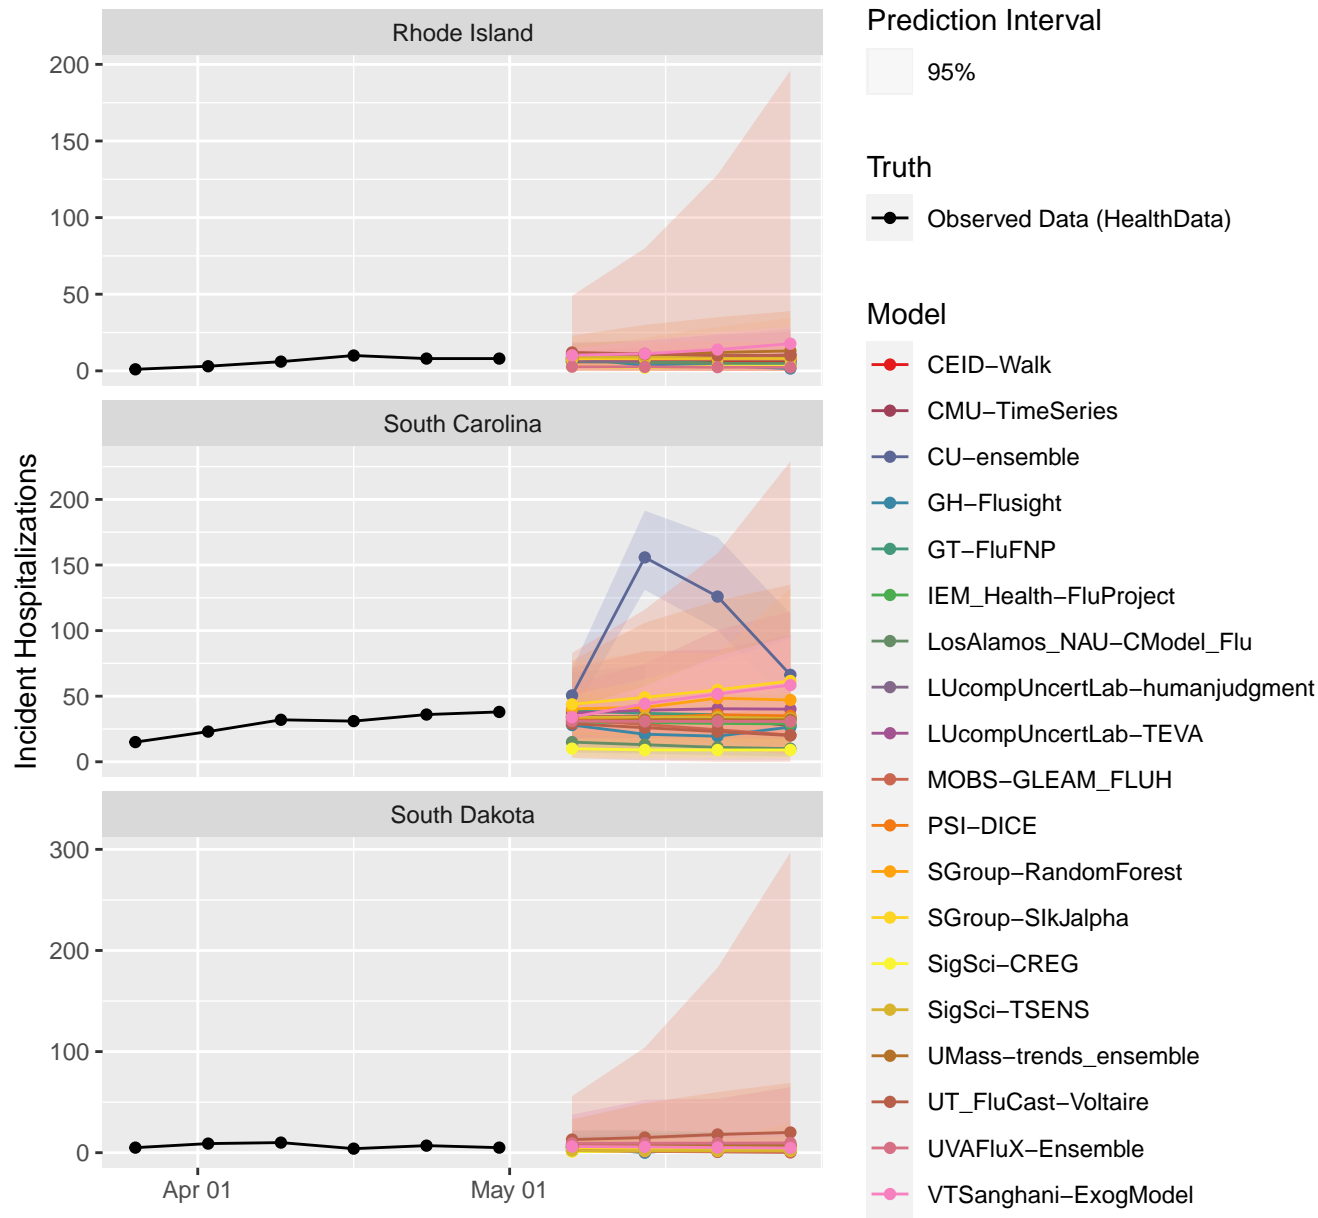 Rhode Island
200
150
100
50
0
South Carolina
200
150
100
50
0
South Dakota
300
200
100
0
Apr 01
May 01
Incident Hospitalizations
Prediction Interval
95%
Truth
Observed Data (HealthData)
Model
CEID−Walk
CMU−TimeSeries
CU−ensemble
GH−Flusight
GT−FluFNP
IEM_Health−FluProject
LosAlamos_NAU−CModel_Flu
LUcompUncertLab−humanjudgment
LUcompUncertLab−TEVA
MOBS−GLEAM_FLUH
PSI−DICE
SGroup−RandomForest
SGroup−SIkJalpha
SigSci−CREG
SigSci−TSENS
UMass−trends_ensemble
UT_FluCast−Voltaire
UVAFluX−Ensemble
VTSanghani−ExogModel